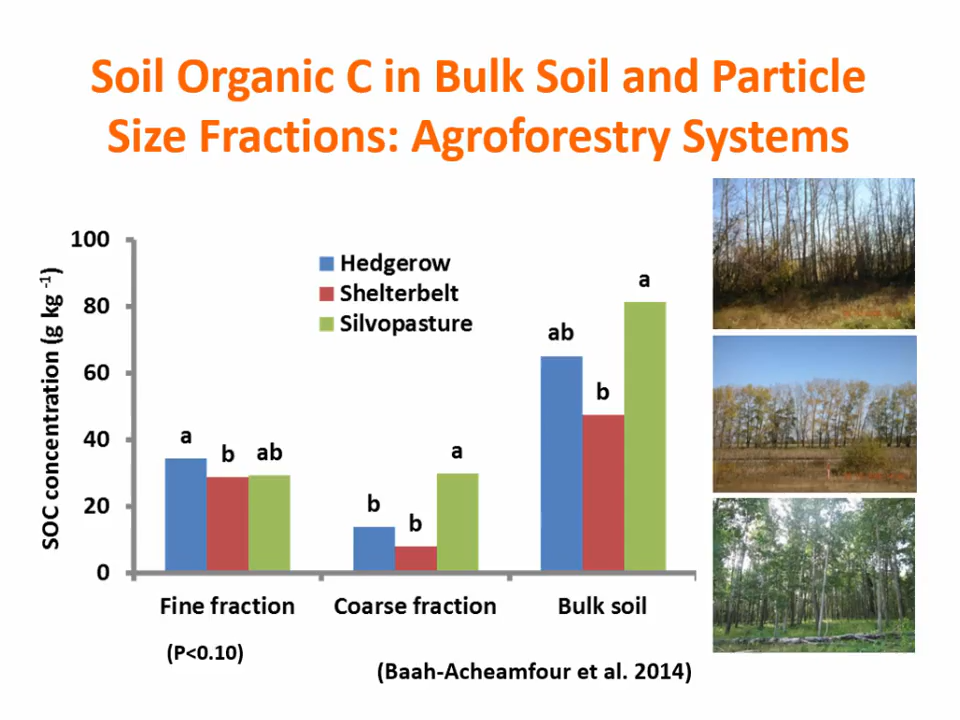 Soil Organic C in Bulk Soil and Particle
Size Fractions: Agroforestry Systems
100
80
60
40
20
0
SOC concentration (g kg -1)
Hedgerow
Shelterbelt
Silvopasture
a
b
ab
b
b
a
ab
b
a
Fine fraction
Coarse fraction
Bulk soil
(P<0.10)
(Baah-Acheamfour et al. 2014)